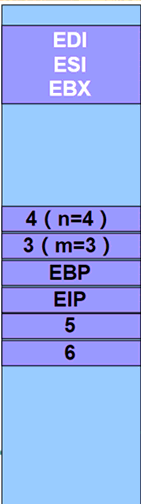 EDI
ESI
EBX
4 ( n=4 )
3 ( m=3 )
EBP
EIP
5
6